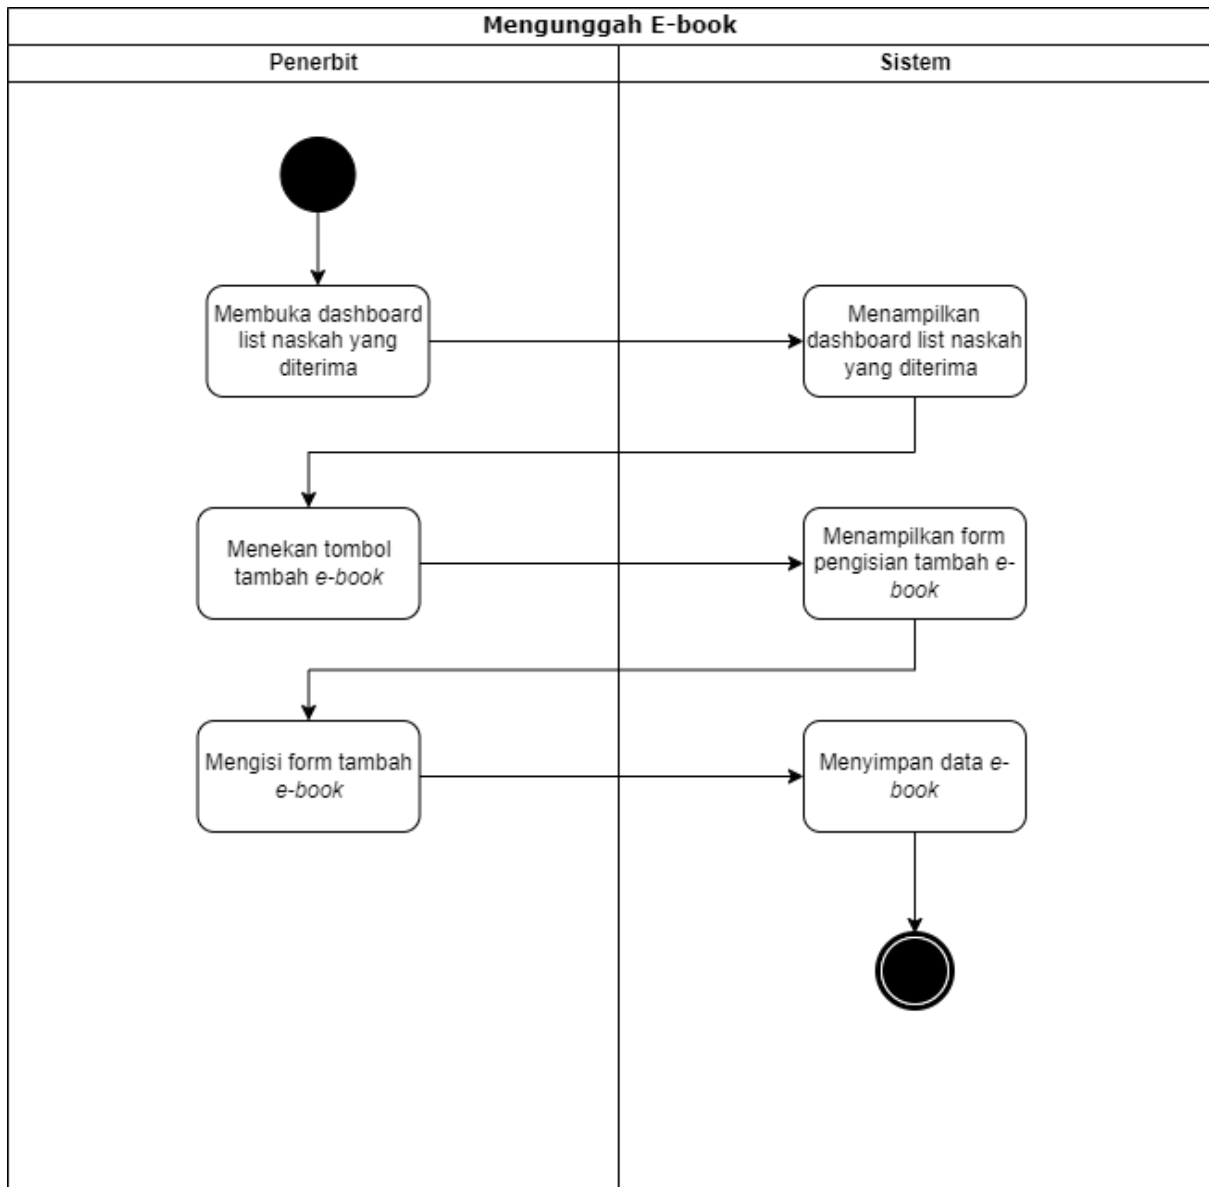 Mengunggah E-book
Penerbit
Sistem
Membuka dashboard
list naskah yang
diterima
Menampilkan
dashboard list naskah
yang diterima
Menekan tombol
tambah e-book
Menampilkan form
pengisian tambah e-
book
Mengisi form tambah
e-book
Menyimpan data e-
book